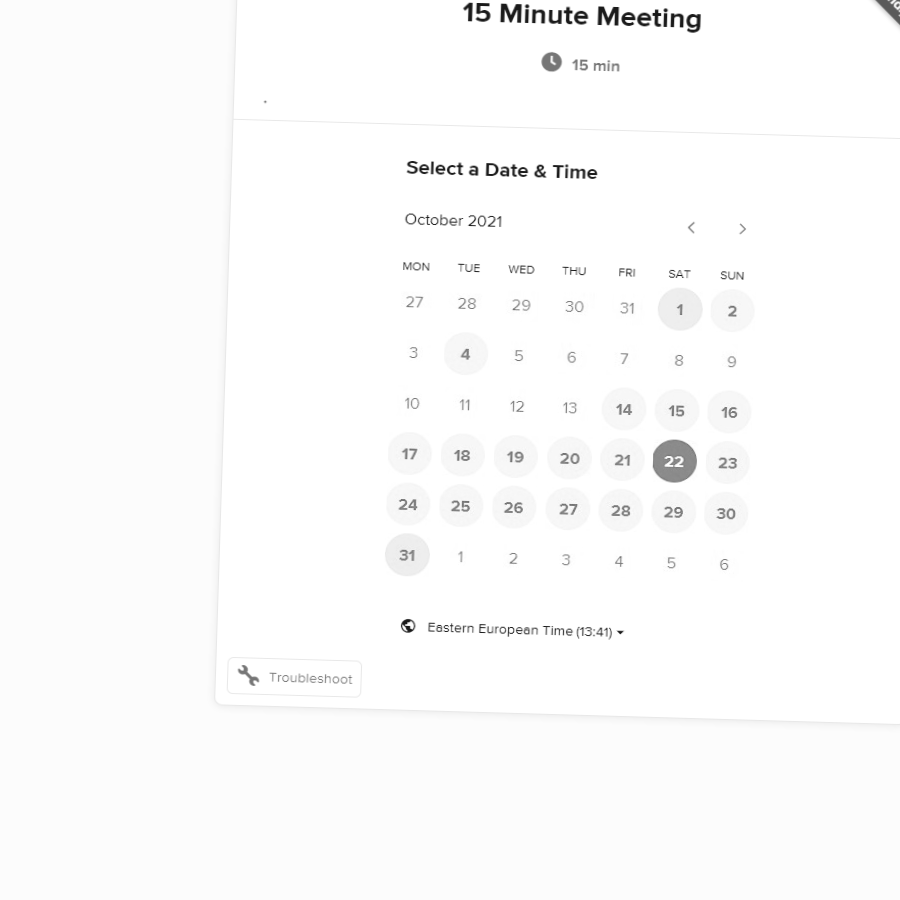 15 Minute Meeting
15 min
.
Select a Date & Time
October 2021
MON TUE WED THU FRI SAT SUN
27 28 29 30 31 1 2
3 4 5 6 7 8 9
10 11 12 13 14 15 16
17 18 19 20 21 22 23
24 25 26 27 28 29 30
31 1 2 3 4 5 6
Eastern European Time (13:41)
Troubleshoot